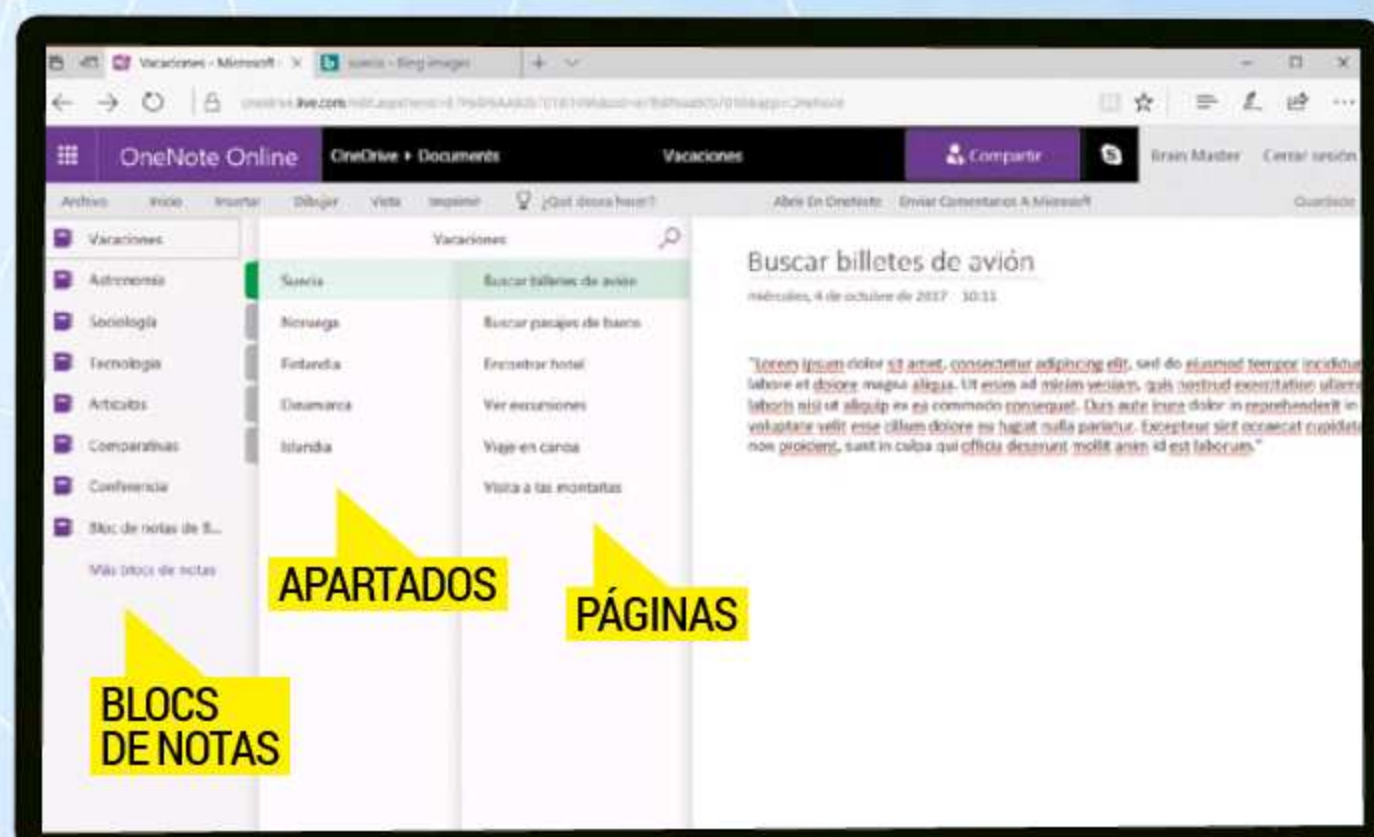 Vacaciones - Microsoft
suecia - Bing images
OneNote Online
OneDrive Documents
Vacaciones
Compartir
Brain Master
Cerrar sesión
Archivo Inicio Insertar Dibujar Vista Imprimir ¿Qué desea hacer? Abrir En OneNote Enviar Comentarios A Microsoft Guardado
Vacaciones
Astronomía
Sociología
Tecnología
Artículos
Comparativas
Conferencia
Bloc de notas de B...
Más blocs de notas
BLOCS
DE NOTAS
Vacaciones
Suecia
Noruega
Finlandia
Dinamarca
Islandia
APARTADOS
Buscar billetes de avión
Buscar pasajes de barco
Encontrar hotel
Ver excursiones
Viaje en canoa
Visita a las montañas
PÁGINAS
Buscar billetes de avión
miércoles, 4 de octubre de 2017 10:11
"Lorem ipsum dolor sit amet, consectetur adipiscing elit, sed do eiusmod tempor incididunt
labore et dolore magna aliqua. Ut enim ad minim veniam, quis nostrud exercitation ullamc
laboris nisi ut aliquip ex ea commodo consequat. Duis aute irure dolor in reprehenderit in
voluptate velit esse cillum dolore eu fugiat nulla pariatur. Excepteur sint occaecat cupidata
non proident, sunt in culpa qui officia deserunt mollit anim id est laborum."